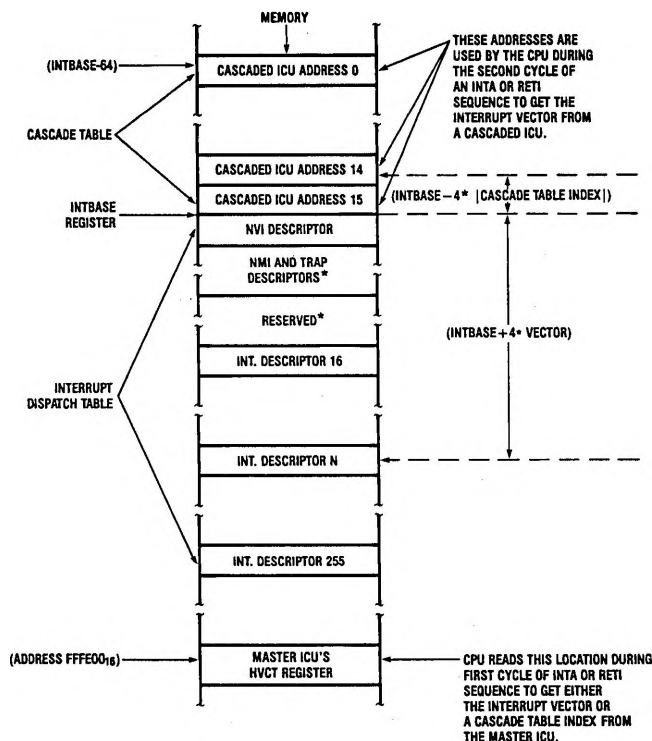 MEMORY
(INTBASE-64)
CASCADED ICU ADDRESS 0
THESE ADDRESSES ARE
USED BY THE CPU DURING
THE SECOND CYCLE OF
AN INTA OR RETI
SEQUENCE TO GET THE
INTERRUPT VECTOR FROM
A CASCADED ICU.
CASCADE TABLE
CASCADED ICU ADDRESS 14
CASCADED ICU ADDRESS 15
(INTBASE-4* |CASCADE TABLE INDEX|)
INTBASE
REGISTER
NVI DESCRIPTOR
NMI AND TRAP
DESCRIPTORS*
RESERVED*
(INTBASE+4* VECTOR)
INT. DESCRIPTOR 16
INTERRUPT
DISPATCH TABLE
INT. DESCRIPTOR N
INT. DESCRIPTOR 255
(ADDRESS FFFE00₁₆)
MASTER ICU'S
HVCT REGISTER
CPU READS THIS LOCATION DURING
FIRST CYCLE OF INTA OR RETI
SEQUENCE TO GET EITHER
THE INTERRUPT VECTOR OR
A CASCADE TABLE INDEX FROM
THE MASTER ICU.